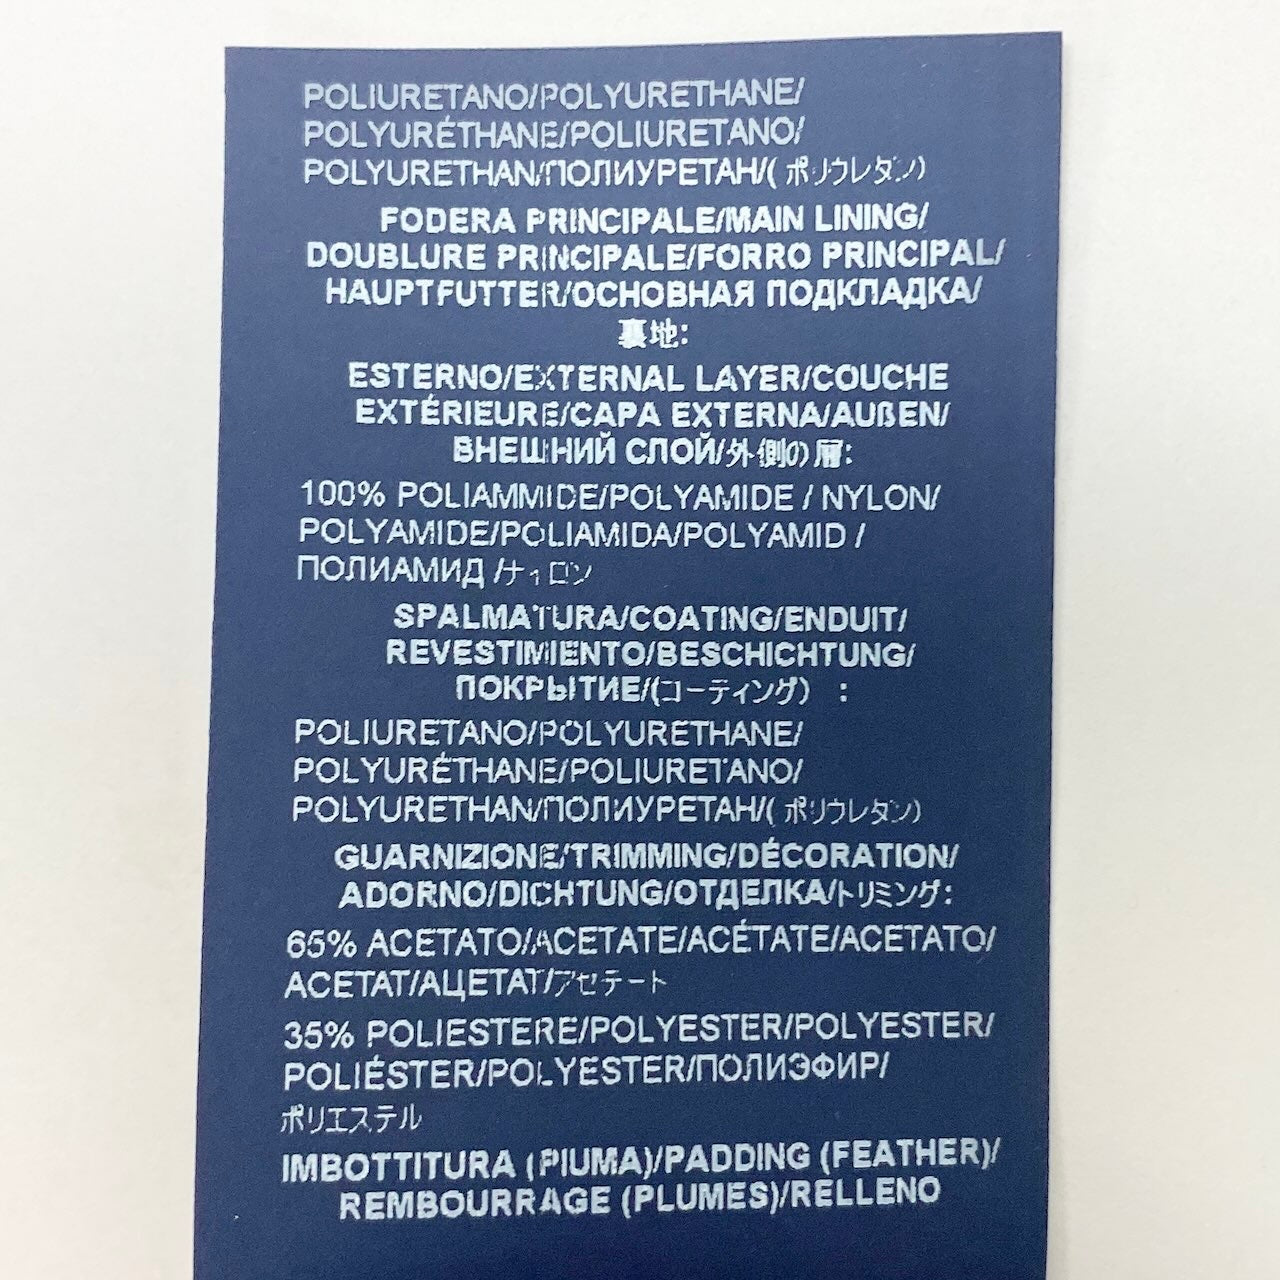 POLIURETANO/POLYURETHANE/
POLYURÉTHANE/POLIURETANO/
POLYURETHAN/ПОЛИУРЕТАН/( ポリウレタン)
FODERA PRINCIPALE/MAIN LINING/
DOUBLURE PRINCIPALE/FORRO PRINCIPAL/
HAUPTFUTTER/ОСНОВНАЯ ПОДКЛАДКА/
裏地:
ESTERNO/EXTERNAL LAYER/COUCHE
EXTÉRIEURE/CAPA EXTERNA/AUßEN/
ВНЕШНИЙ СЛОЙ/外側の層:
100% POLIAMMIDE/POLYAMIDE / NYLON/
POLYAMIDE/POLIAMIDA/POLYAMID /
ПОЛИАМИД /ナイロン
SPALMATURA/COATING/ENDUIT/
REVESTIMIENTO/BESCHICHTUNG/
ПОКРЫТИЕ/(コーティング) :
POLIURETANO/POLYURETHANE/
POLYURÉTHANE/POLIURETANO/
POLYURETHAN/ПОЛИУРЕТАН/( ポリウレタン)
GUARNIZIONE/TRIMMING/DÉCORATION/
ADORNO/DICHTUNG/ОТДЕЛКА/トリミング:
65% ACETATO/ACETATE/ACÉTATE/ACETATO/
ACETAT/АЦЕТАТ/アセテート
35% POLIESTERE/POLYESTER/POLYESTER/
POLIÉSTER/POLYESTER/ПОЛИЭФИР/
ポリエステル
IMBOTTITURA (PIUMA)/PADDING (FEATHER)/
REMBOURRAGE (PLUMES)/RELLENO